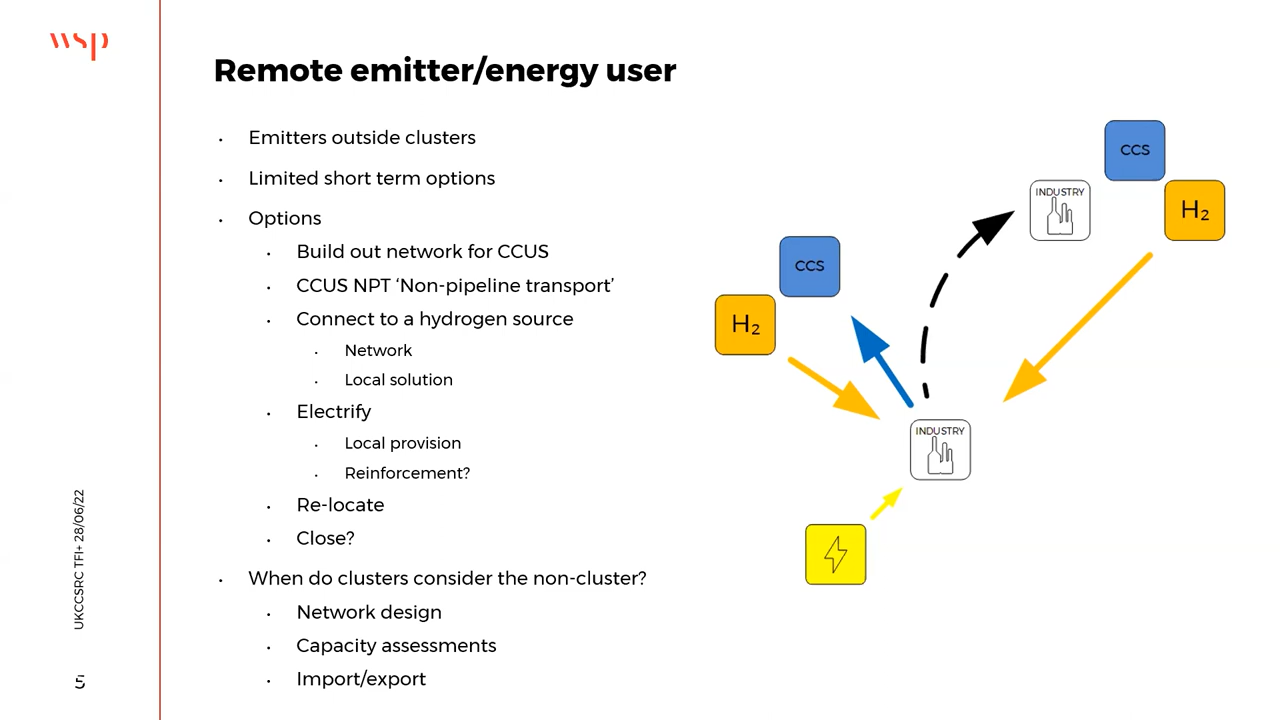 wsp
Remote emitter/energy user
• Emitters outside clusters
• Limited short term options
• Options
• Build out network for CCUS
• CCUS NPT ‘Non-pipeline transport’
• Connect to a hydrogen source
• Network
• Local solution
• Electrify
• Local provision
• Reinforcement?
• Re-locate
• Close?
• When do clusters consider the non-cluster?
• Network design
• Capacity assessments
• Import/export
CCS
INDUSTRY
H₂
CCS
H₂
INDUSTRY
UKCCSRC TFI+ 28/06/22
5